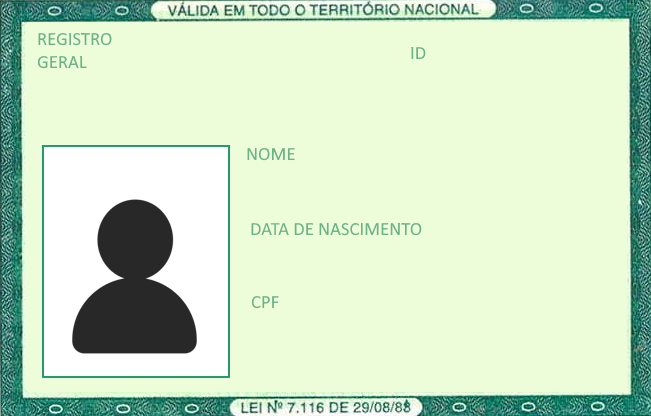 VÁLIDA EM TODO O TERRITÓRIO NACIONAL
REGISTRO
GERAL
ID
NOME
DATA DE NASCIMENTO
CPF
LEI Nº 7.116 DE 29/08/83